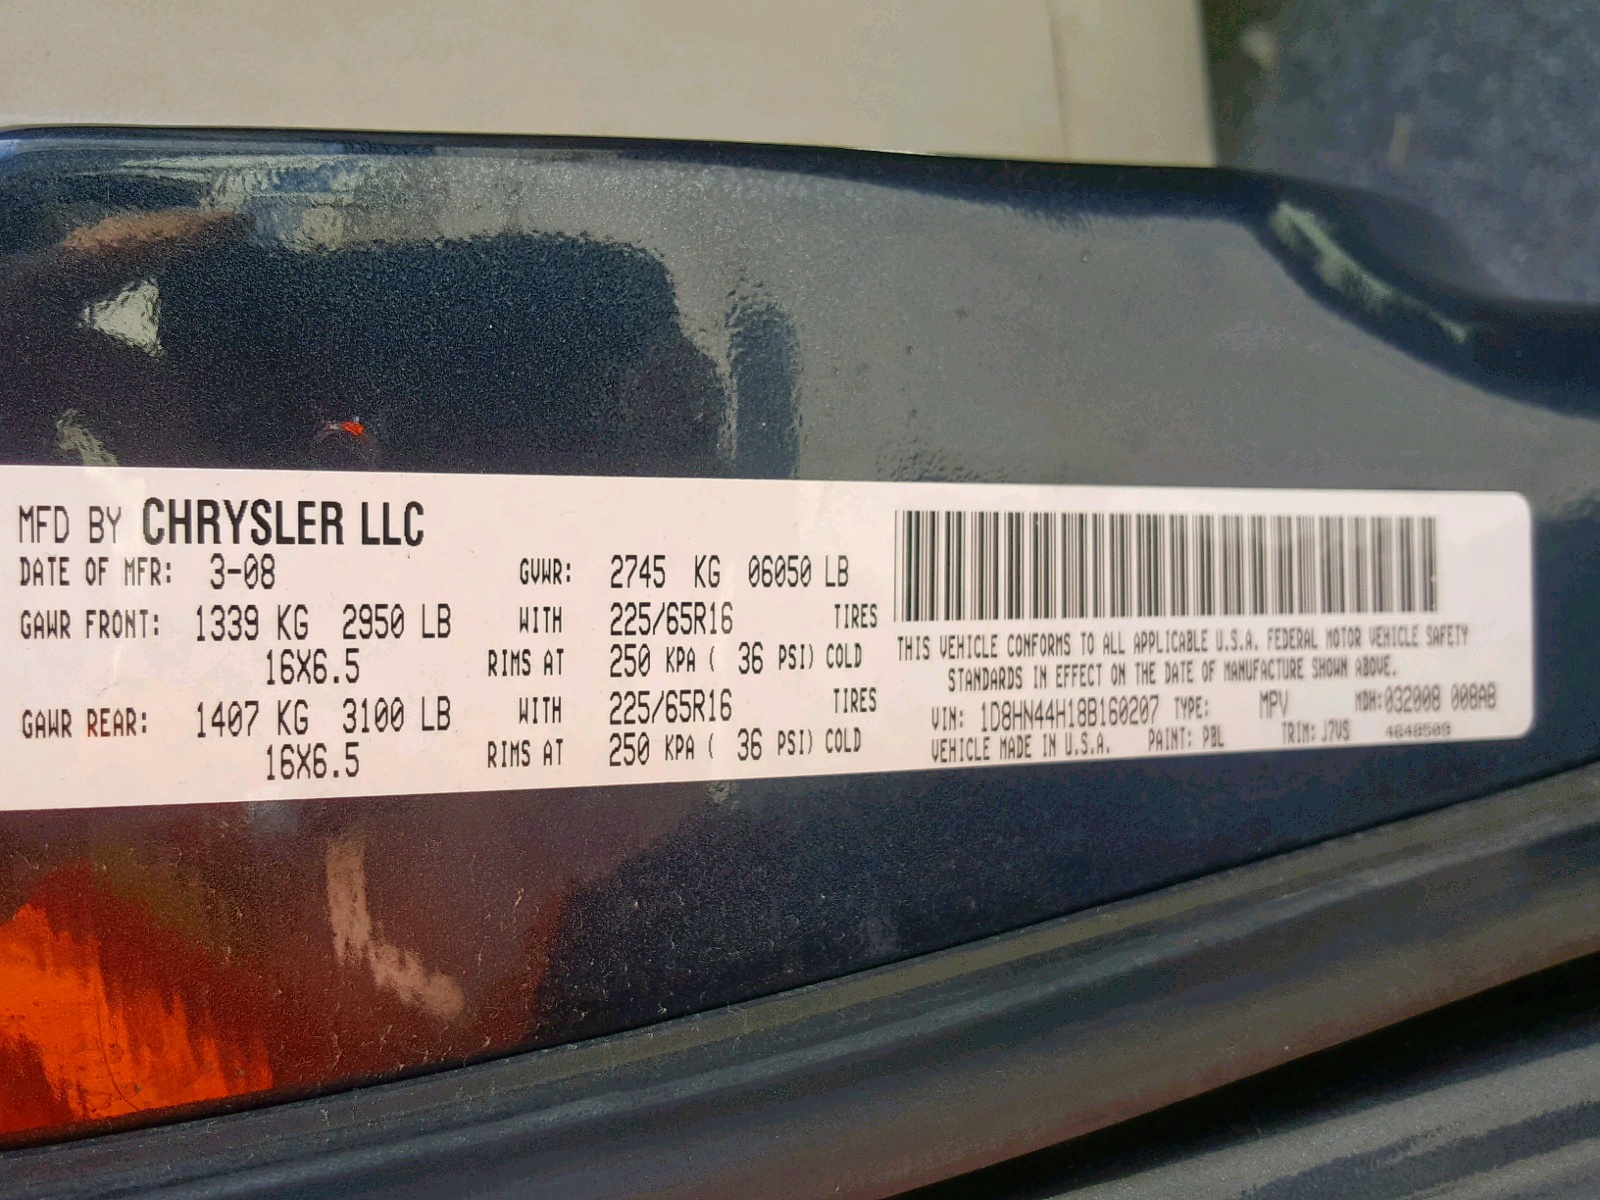 MFD BY CHRYSLER LLC
DATE OF MFR: 3-08 GVWR: 2745 KG 06050 LB
GAWR FRONT: 1339 KG 2950 LB WITH 225/65R16 TIRES
16X6.5 RIMS AT 250 KPA ( 36 PSI) COLD
GAWR REAR: 1407 KG 3100 LB WITH 225/65R16 TIRES
16X6.5 RIMS AT 250 KPA ( 36 PSI) COLD
THIS VEHICLE CONFORMS TO ALL APPLICABLE U.S.A. FEDERAL MOTOR VEHICLE SAFETY
STANDARDS IN EFFECT ON THE DATE OF MANUFACTURE SHOWN ABOVE.
VIN: 1D8HN44H18B160207 TYPE: MPV MDH:032008 008AB
VEHICLE MADE IN U.S.A. PAINT: PBL TRIM: J7VS